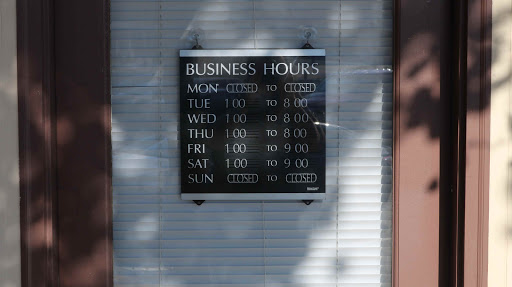 BUSINESS HOURS
MON CLOSED TO CLOSED
TUE 1 00 TO 8 00
WED 1 00 TO 8 00
THU 1 00 TO 8 00
FRI 1 00 TO 9 00
SAT 1 00 TO 9 00
SUN CLOSED TO CLOSED